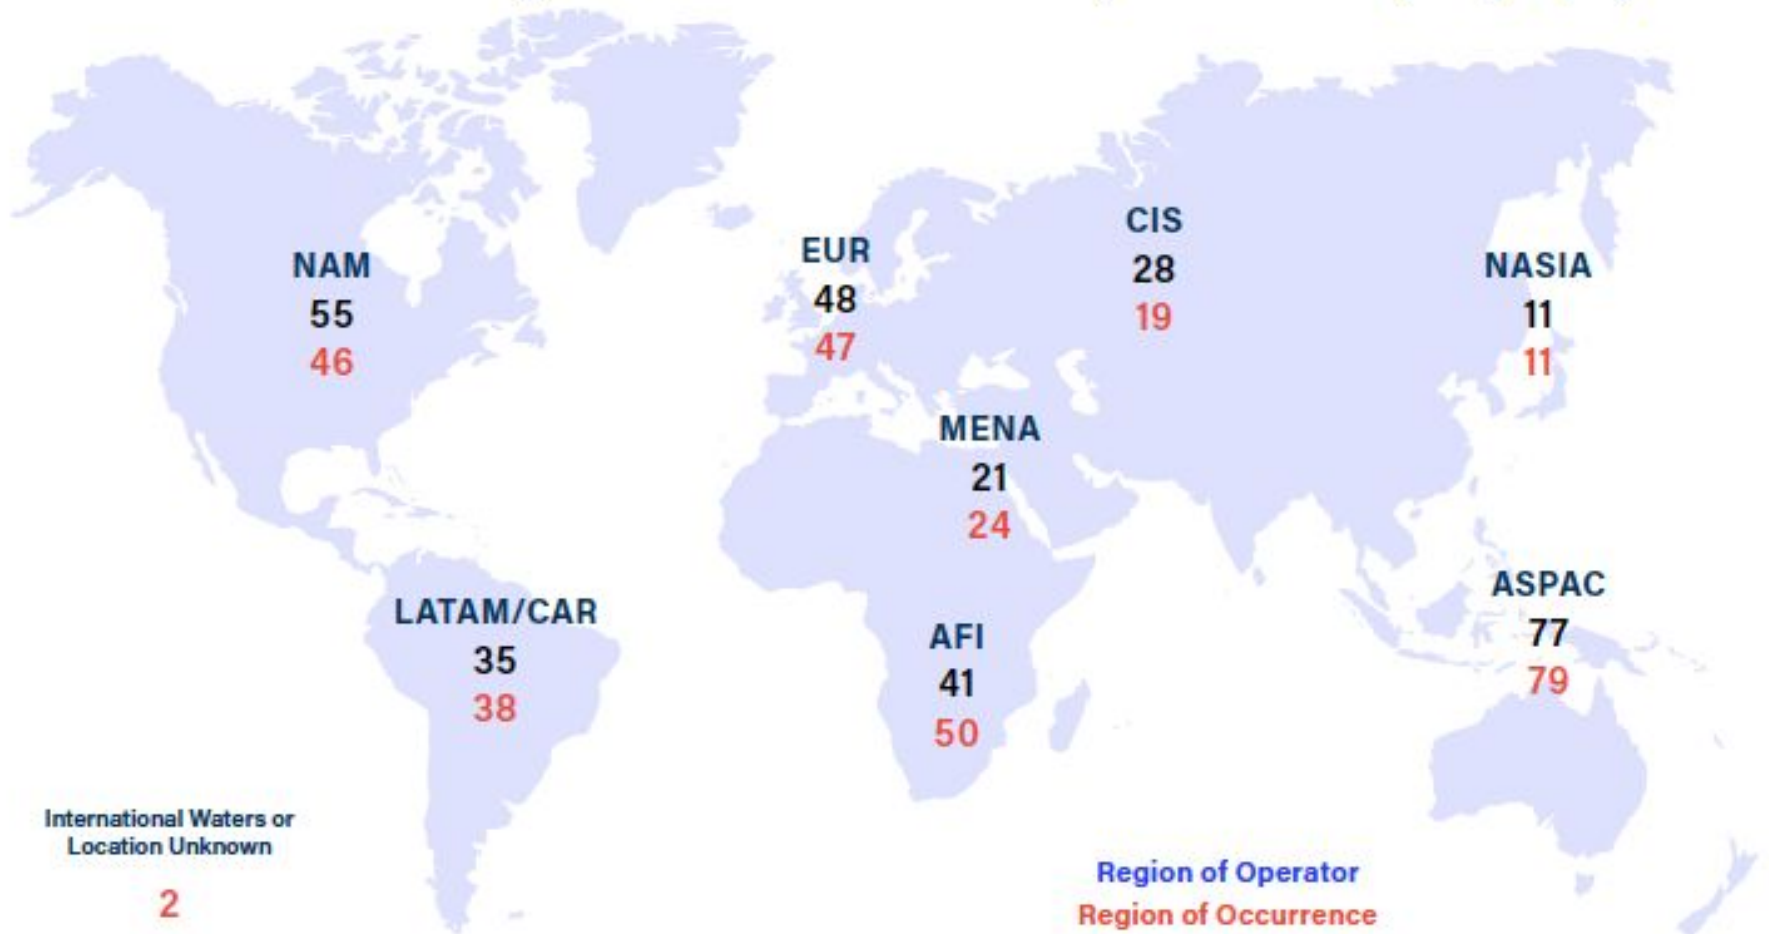 NAM
55
46
EUR
48
47
CIS
28
19
NASIA
11
11
MENA
21
24
LATAM/CAR
35
38
AFI
41
50
ASPAC
77
79
International Waters or
Location Unknown
2
Region of Operator
Region of Occurrence